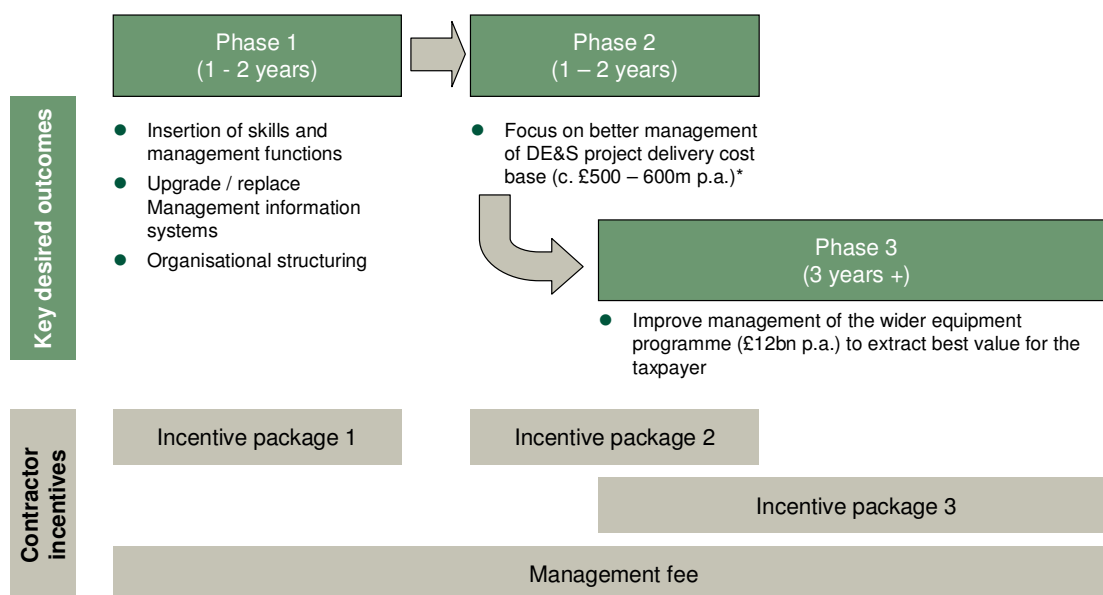 Phase 1
(1 - 2 years)
Phase 2
(1 – 2 years)
Key desired outcomes
Insertion of skills and
management functions
Upgrade / replace
Management information
systems
Organisational structuring
Focus on better management
of DE&S project delivery cost
base (c. £500 – 600m p.a.)*
Phase 3
(3 years +)
Improve management of the wider equipment
programme (£12bn p.a.) to extract best value for the
taxpayer
Contractor
incentives
Incentive package 1
Incentive package 2
Incentive package 3
Management fee